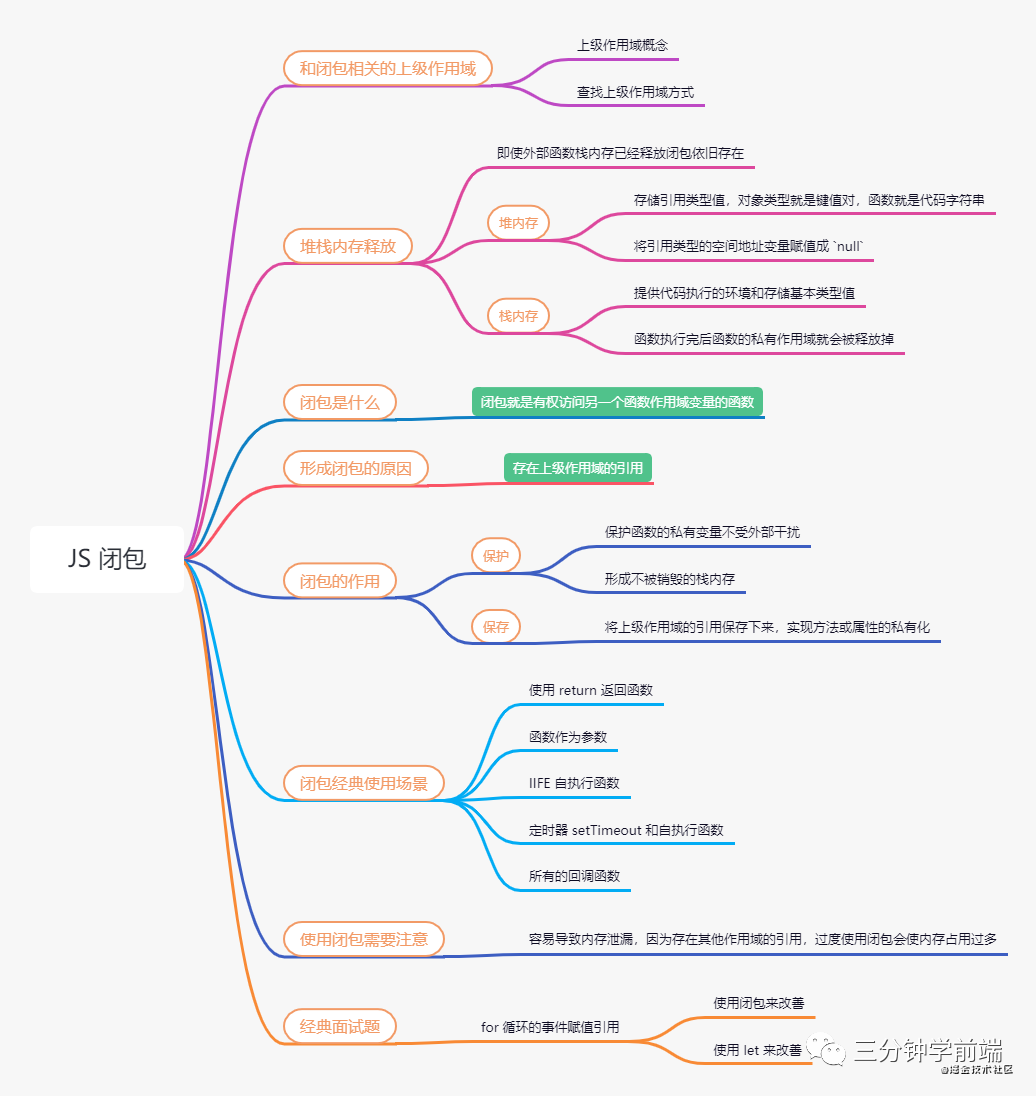 JS 闭包
和闭包相关的上级作用域
上级作用域概念
查找上级作用域方式
堆栈内存释放
即使外部函数栈内存已经释放闭包依旧存在
堆内存
存储引用类型值，对象类型就是键值对，函数就是代码字符串
将引用类型的空间地址变量赋值成 `null`
栈内存
提供代码执行的环境和存储基本类型值
函数执行完后函数的私有作用域就会被释放掉
闭包是什么
闭包就是有权访问另一个函数作用域变量的函数
形成闭包的原因
存在上级作用域的引用
闭包的作用
保护
保护函数的私有变量不受外部干扰
形成不被销毁的栈内存
保存
将上级作用域的引用保存下来，实现方法或属性的私有化
闭包经典使用场景
使用 return 返回函数
函数作为参数
IIFE 自执行函数
定时器 setTimeout 和自执行函数
所有的回调函数
使用闭包需要注意
容易导致内存泄漏，因为存在其他作用域的引用，过度使用闭包会使内存占用过多
经典面试题
for 循环的事件赋值引用
使用闭包来改善
使用 let 来改善
三分钟学前端
@掘金技术社区